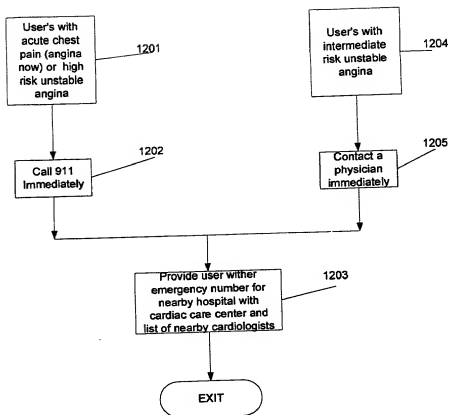 User's with
acute chest
pain (angina
now) or high
risk unstable
angina
1201
User's with
intermediate
risk unstable
angina
1204
Call 911
Immediately
1202
Contact a
physician
immediately
1205
Provide user wither
emergency number for
nearby hospital with
cardiac care center and
list of nearby cardiologists
1203
EXIT